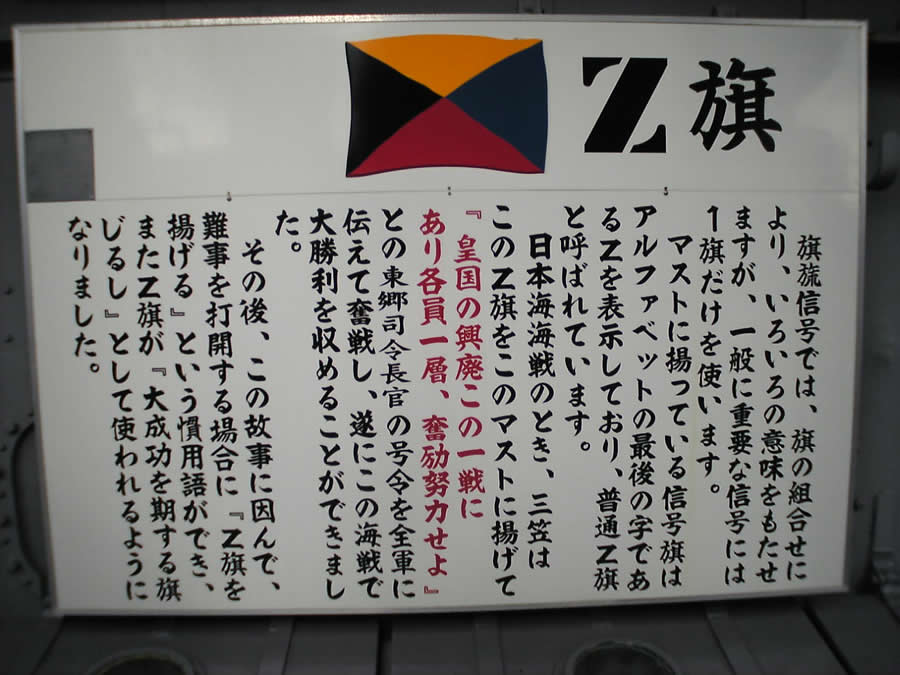 Z旗
旗旒信号では、旗の組合せに
より、いろいろの意味をもたせ
ますが、一般に重要な信号には
1旗だけを使います。
マストに揚っている信号旗は
アルファベットの最後の字であ
るZを表示しており、普通Z旗
と呼ばれています。
日本海海戦のとき、三笠は
このZ旗をこのマストに揚げて
『皇国の興廃この一戦に
あり各員一層、奮励努力せよ』
との東郷司令長官の号令を全軍に
伝えて奮戦し、遂にこの海戦で
大勝利を収めることができまし
た。
その後、この故事に因んで、
難事を打開する場合に『Z旗を
揚げる』という慣用語ができ、
またZ旗が『大成功を期する旗
じるし』として使われるように
なりました。